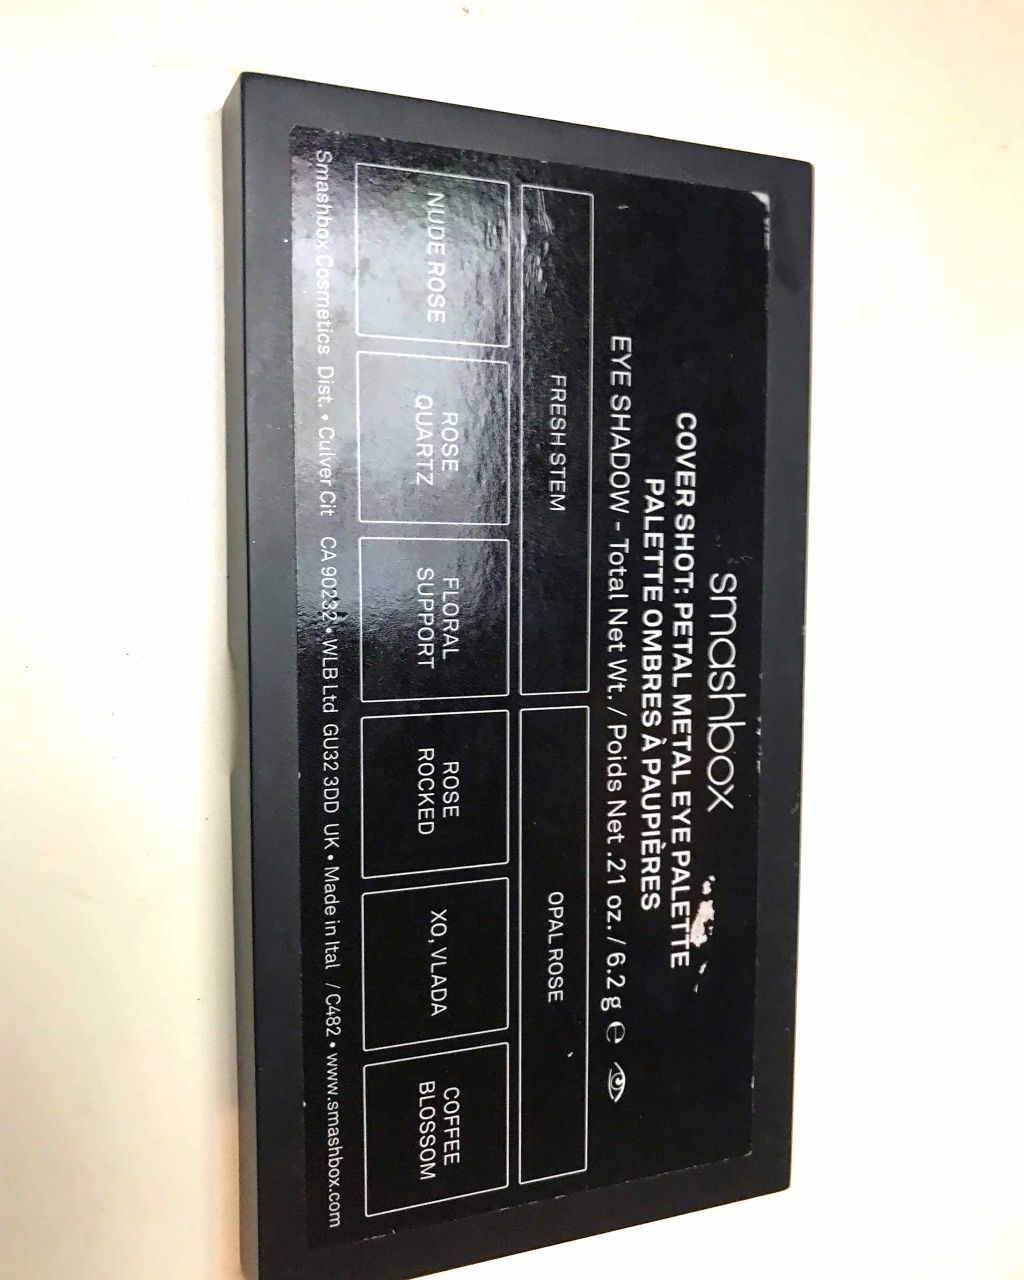 smashbox
COVER SHOT: PETAL METAL EYE PALETTE
PALETTE OMBRES À PAUPIÈRES
EYE SHADOW - Total Net Wt. / Poids Net .21 oz. / 6.2 g ℮
FRESH STEM
OPAL ROSE
NUDE ROSE
ROSE
QUARTZ
FLORAL
SUPPORT
ROSE
ROCKED
XO, VLADA
COFFEE
BLOSSOM
Smashbox Cosmetics Dist. • Culver Cit CA 90232 • WLB Ltd GU32 3DD UK • Made in Ital / C482 • www.smashbox.com